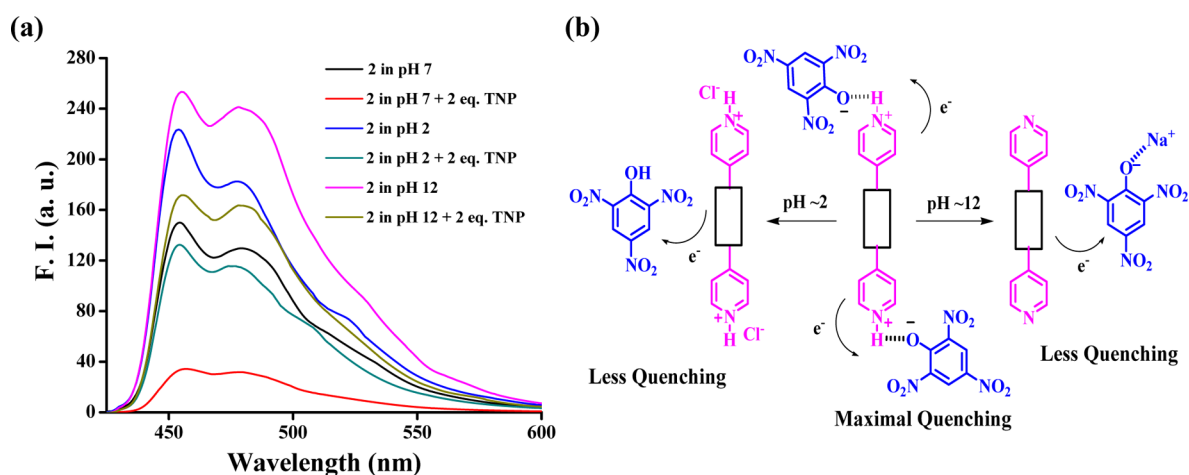 (a)
F. I. (a. u.)
280
240
200
160
120
80
40
0
450
500
550
600
Wavelength (nm)
2 in pH 7
2 in pH 7 + 2 eq. TNP
2 in pH 2
2 in pH 2 + 2 eq. TNP
2 in pH 12
2 in pH 12 + 2 eq. TNP
(b)
O₂N
NO₂
NO₂
O
−
H
N
+
e⁻
Cl⁻
H
N
+
OH
O₂N
NO₂
NO₂
e⁻
N
+
H
Cl⁻
Less Quenching
pH ~2
pH ~12
e⁻
N
+
H
O
−
NO₂
O₂N
NO₂
Maximal Quenching
N
N
Na⁺
O
−
O₂N
NO₂
NO₂
e⁻
Less Quenching